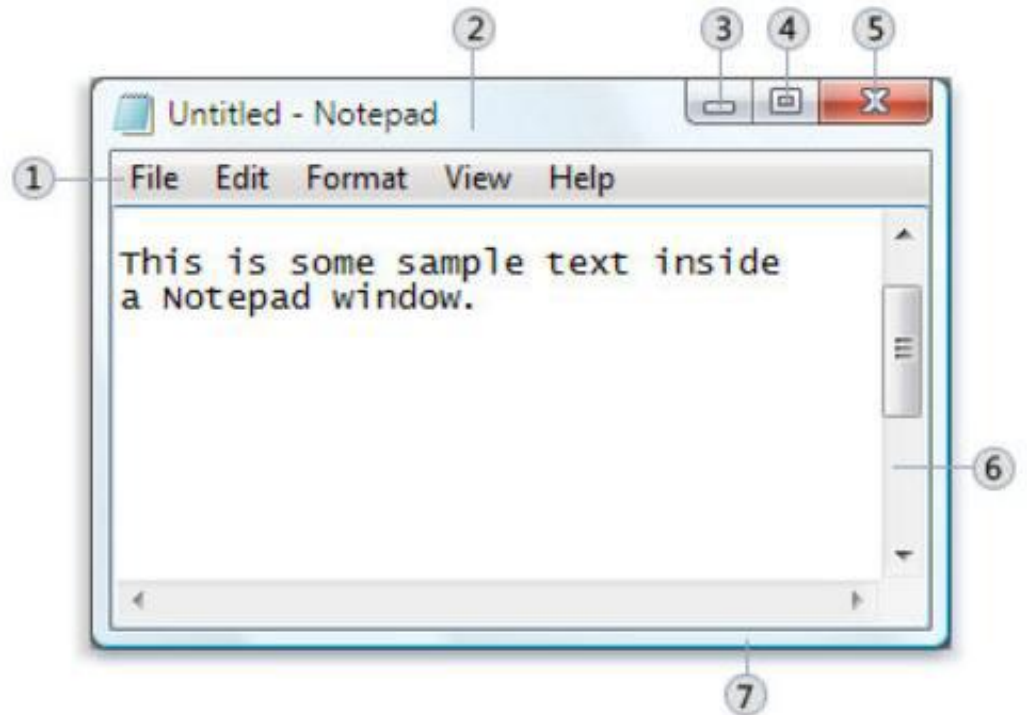 2 3 4 5
Untitled - Notepad
1 File Edit Format View Help
This is some sample text inside
a Notepad window.
6
7